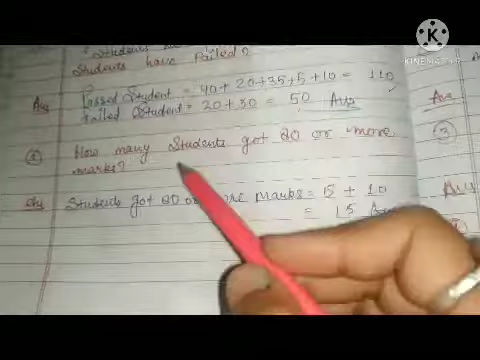 Students have failed?
Ans Passed Student = 40+ 20+35+5+10 = 110
Failed Student = 20+30 = 50 Ans
How many Students got 80 or more
marks?
Ans Students got 80 or more Marks = 5 + 10
= 15 Ans
Ans
Ans
KINEMASTER